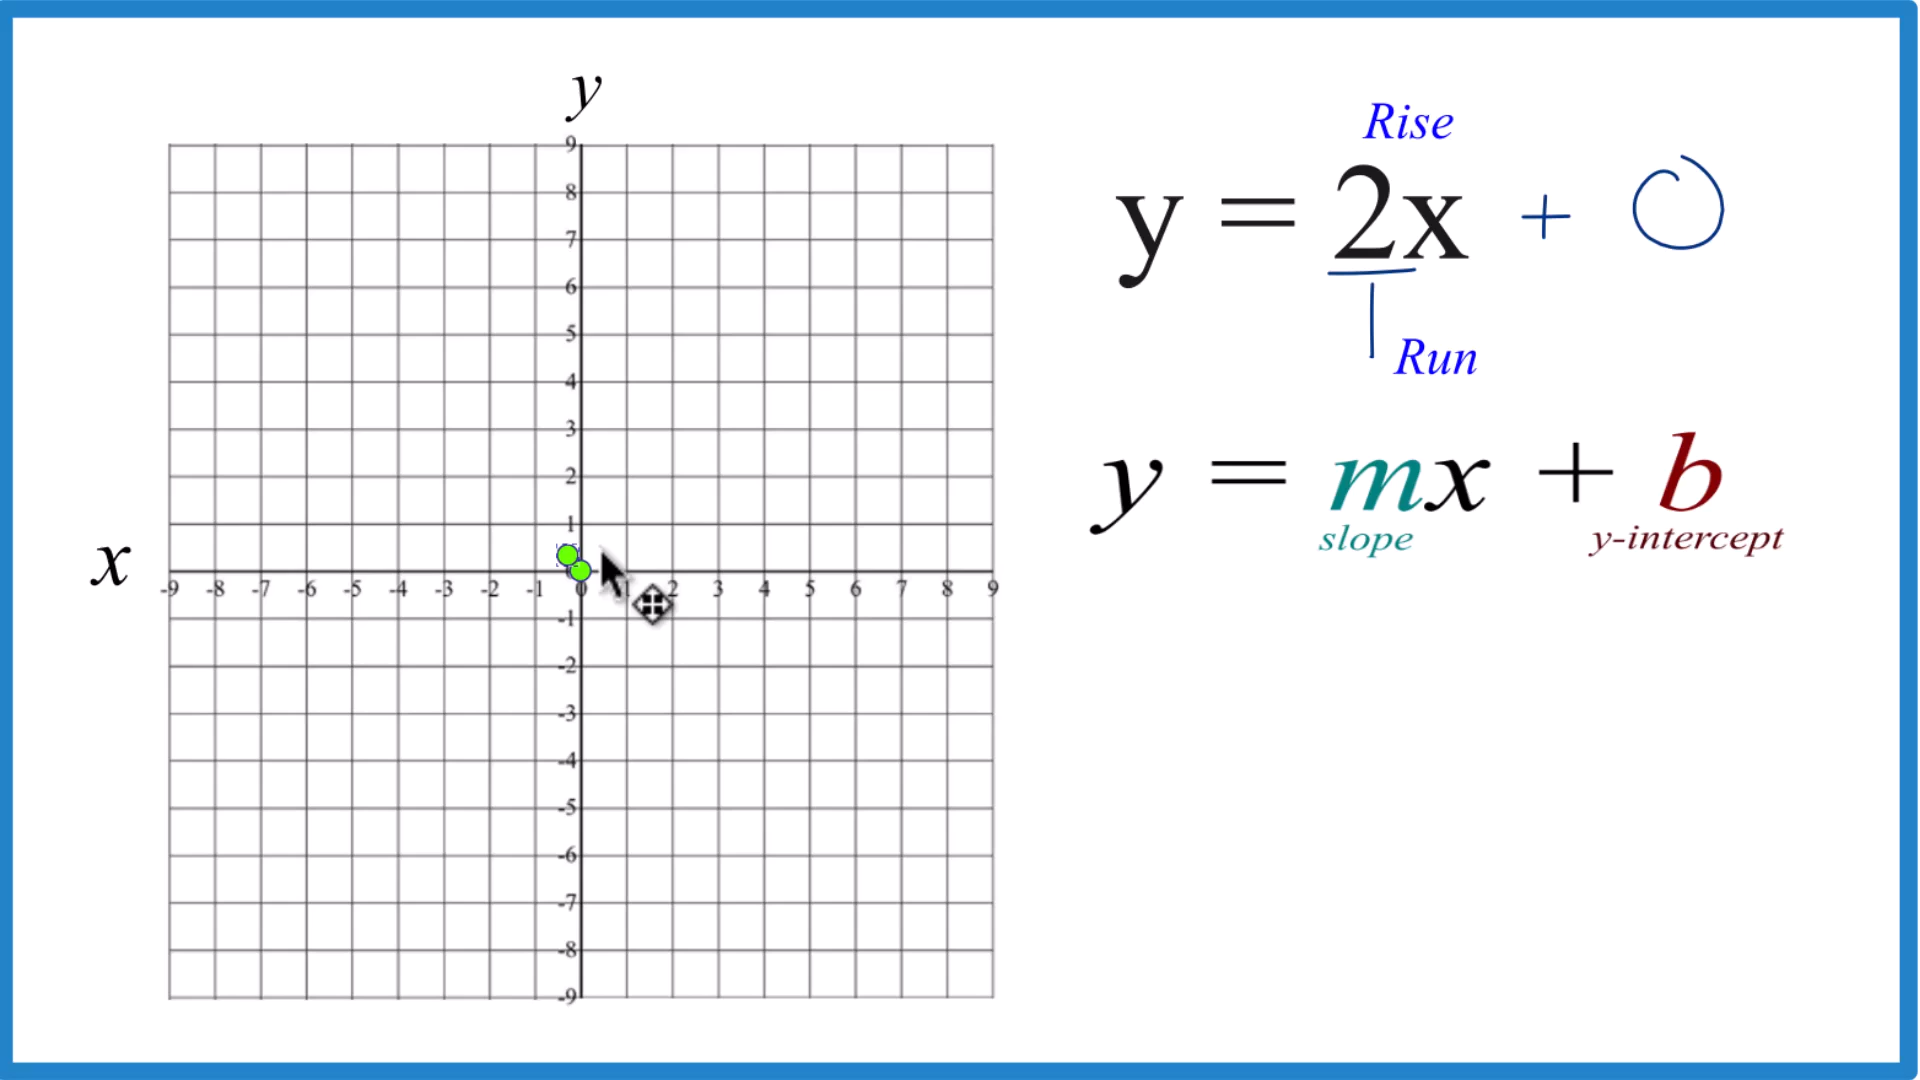 y
9
8
7
6
5
4
3
2
1
x
-9 -8 -7 -6 -5 -4 -3 -2 -1 0 1 2 3 4 5 6 7 8 9
-1
-2
-3
-4
-5
-6
-7
-8
-9
Rise
y = 2x + 0
1
Run
y = mx + b
slope y-intercept